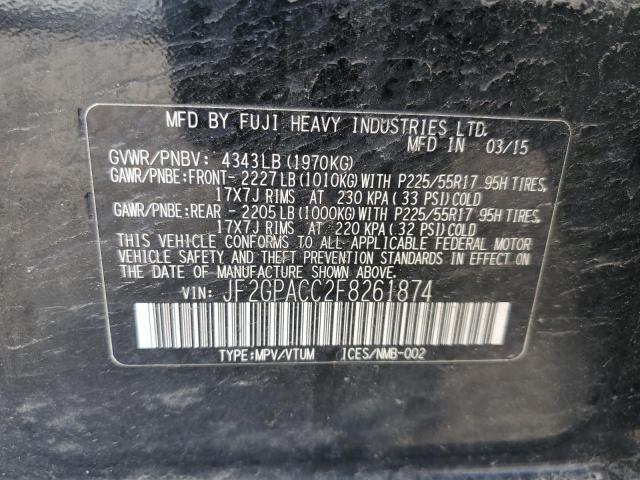 MFD BY FUJI HEAVY INDUSTRIES LTD.
MFD IN 03/15
GVWR/PNBV: 4343LB(1970KG)
GAWR/PNBE:FRONT- 2227LB(1010KG)WITH P225/55R17 95H TIRES,
17X7J RIMS AT 230 KPA(33 PSI)COLD
GAWR/PNBE:REAR - 2205LB(1000KG)WITH P225/55R17 95H TIRES,
17X7J RIMS AT 220 KPA(32 PSI)COLD
THIS VEHICLE CONFORMS TO ALL APPLICABLE FEDERAL MOTOR
VEHICLE SAFETY AND THEFT PREVENTION STANDARDS IN EFFECT
ON THE DATE OF MANUFACTURE SHOWN ABOVE.
VIN: JF2GPACC2F8261874
TYPE:MPV/VTUM ICES/NMB-002